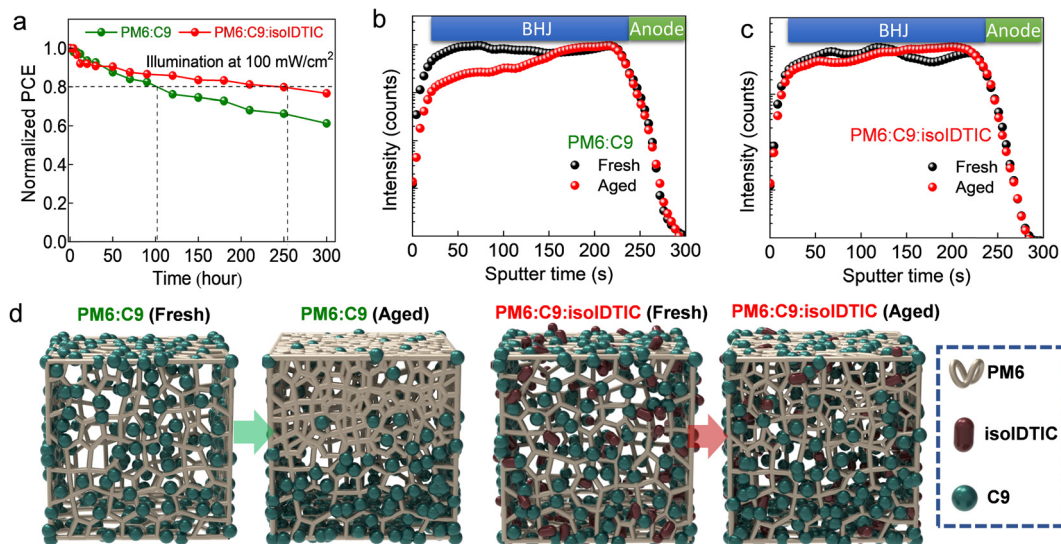 a
PM6:C9 PM6:C9:isoIDTIC
Illumination at 100 mW/cm2
1.0
0.8
0.6
0.4
0.2
0.0
Normalized PCE
0 50 100 150 200 250 300
Time (hour)
b
BHJ Anode
Intensity (counts)
PM6:C9
Fresh
Aged
0 50 100 150 200 250 300
Sputter time (s)
c
BHJ Anode
Intensity (counts)
PM6:C9:isoIDTIC
Fresh
Aged
0 50 100 150 200 250 300
Sputter time (s)
d
PM6:C9 (Fresh)
PM6:C9 (Aged)
PM6:C9:isoIDTIC (Fresh)
PM6:C9:isoIDTIC (Aged)
PM6
isoIDTIC
C9